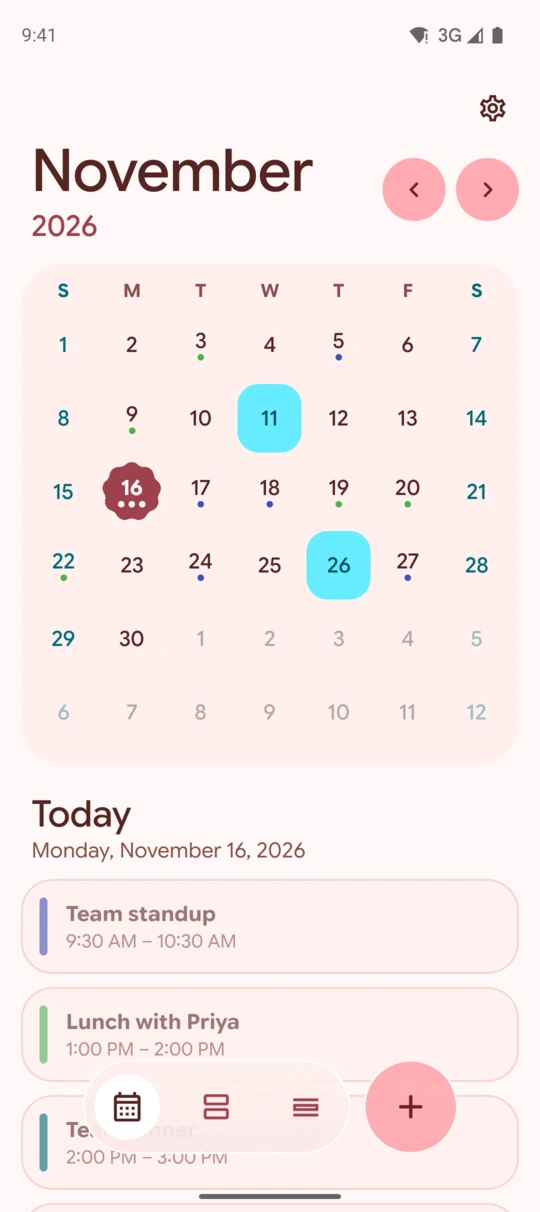 9:41
3G
November
2026
S M T W T F S
1 2 3 4 5 6 7
8 9 10 11 12 13 14
15 16 17 18 19 20 21
22 23 24 25 26 27 28
29 30 1 2 3 4 5
6 7 8 9 10 11 12
Today
Monday, November 16, 2026
Team standup
9:30 AM – 10:30 AM
Lunch with Priya
1:00 PM – 2:00 PM
2:00 PM – 3:00 PM